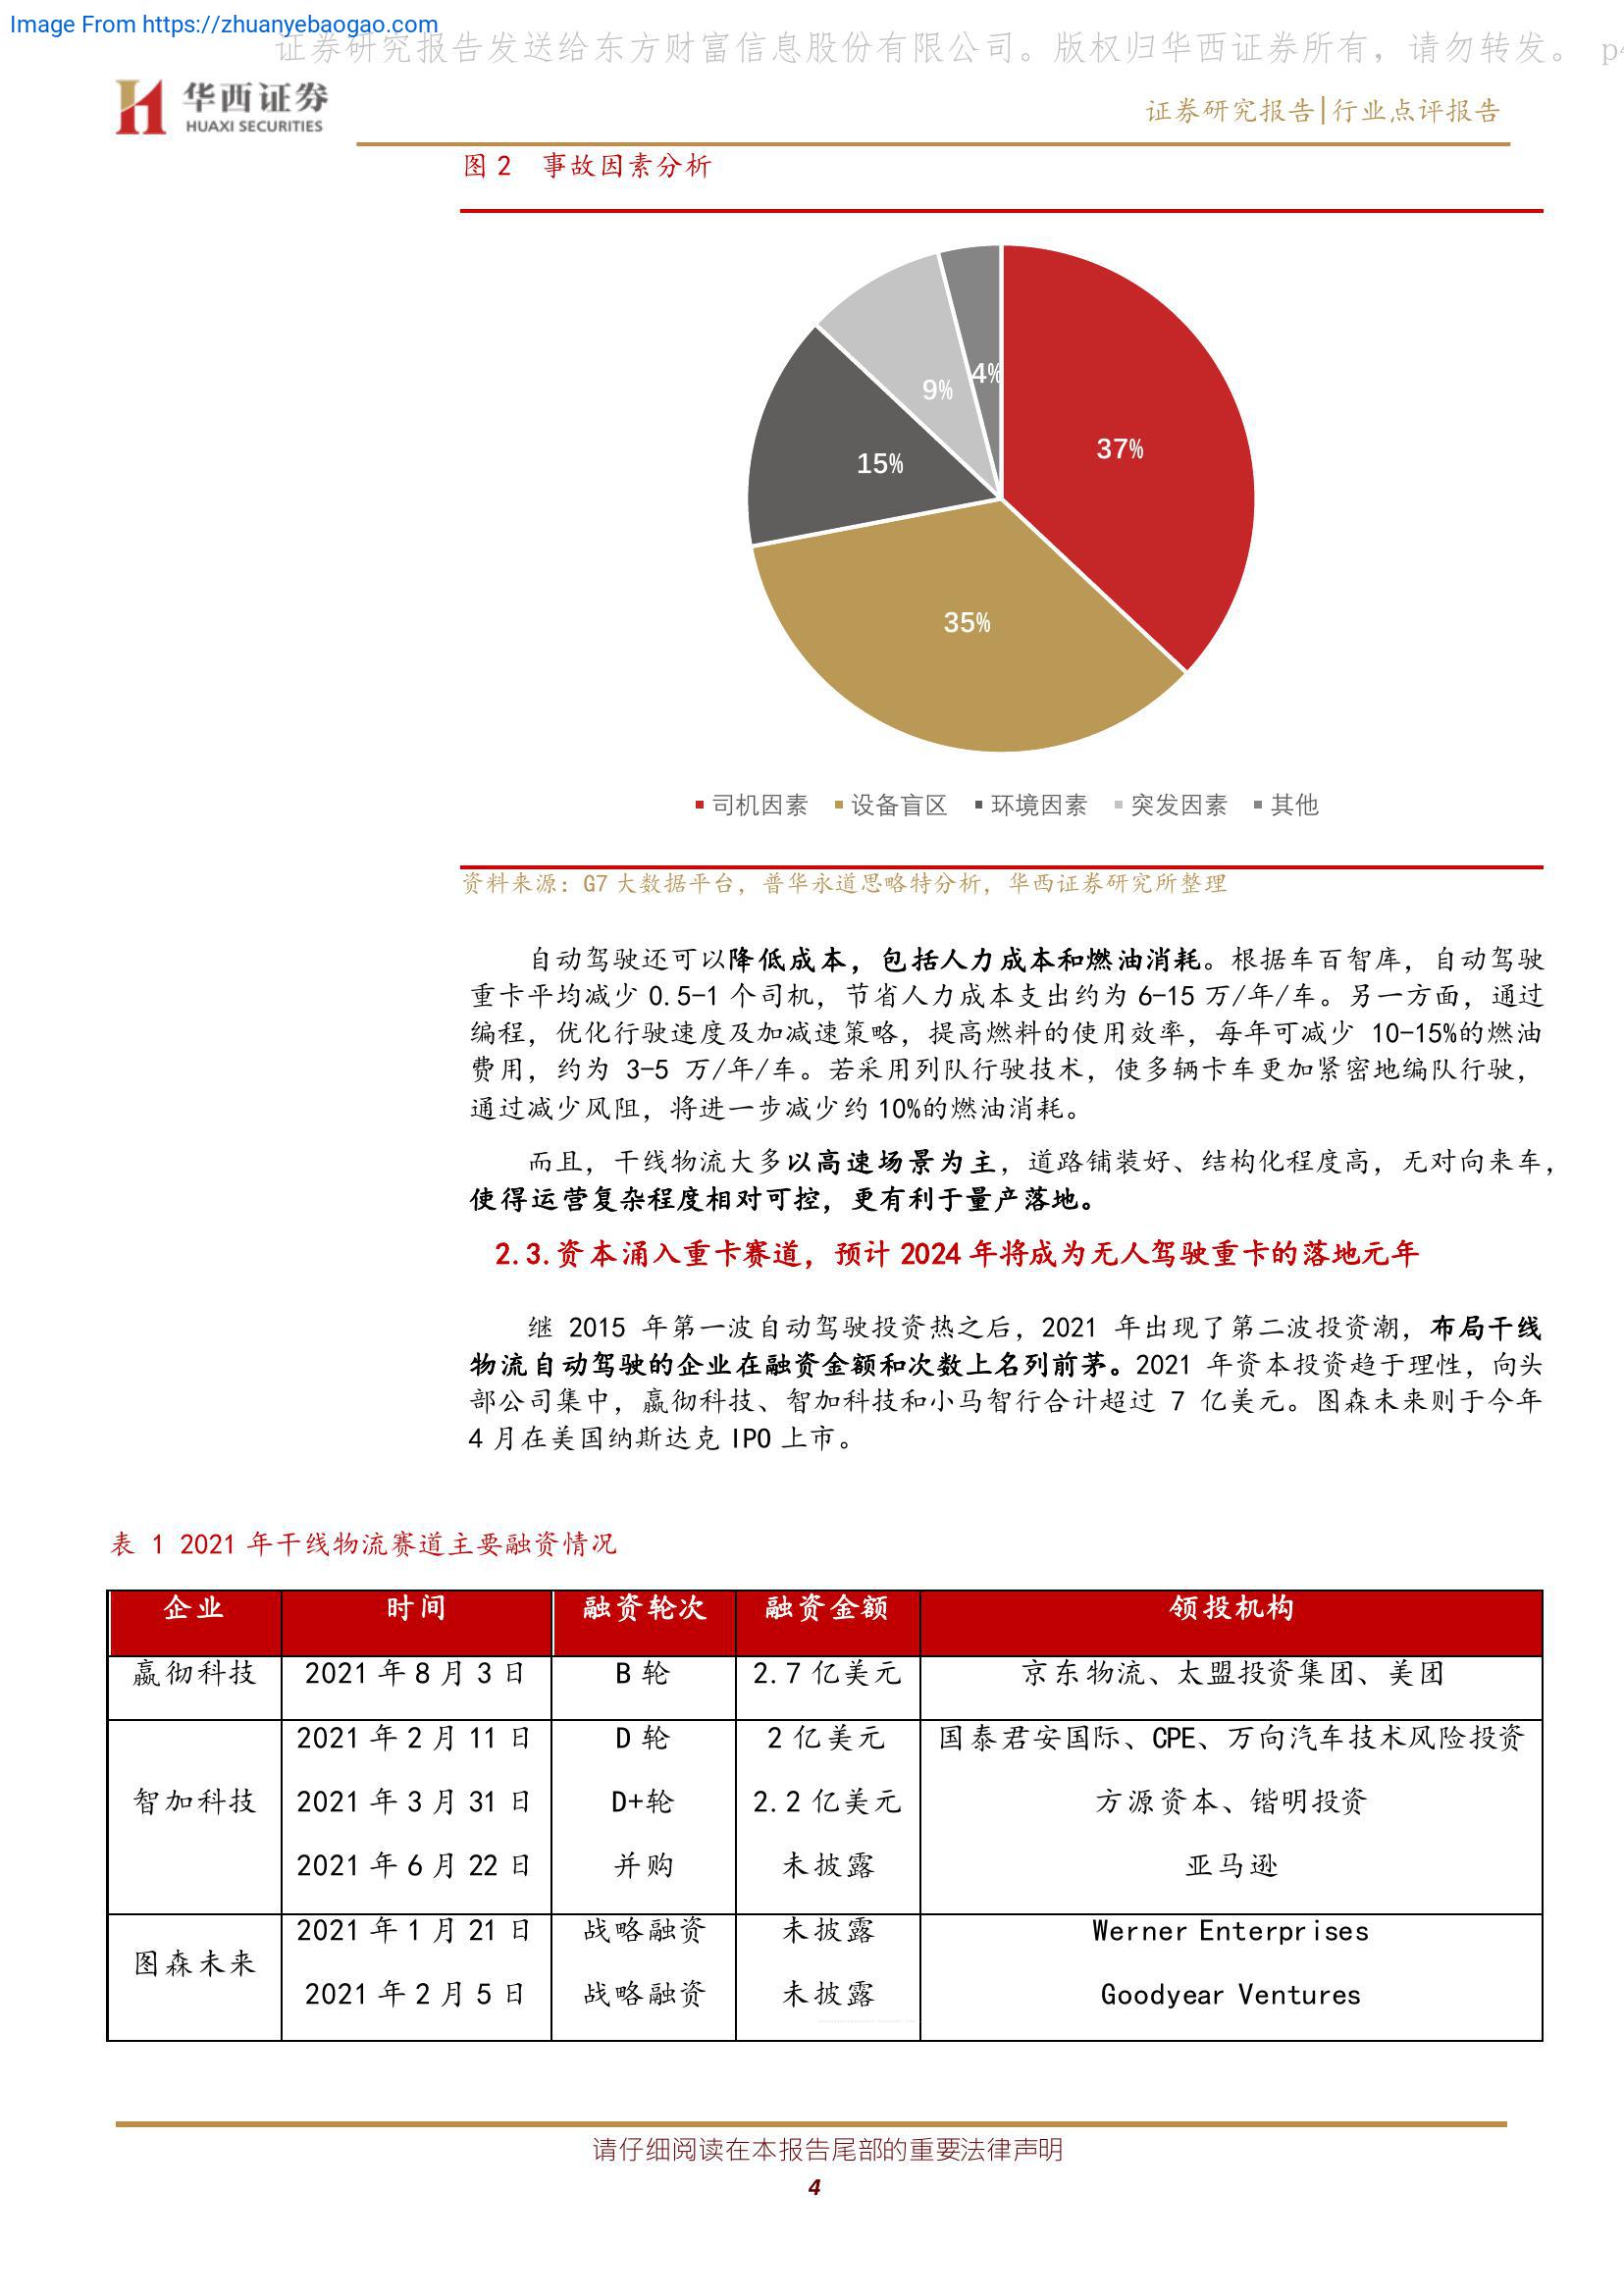 Image From https://zhuanyebaogao.com
证券研究报告发送给东方财富信息股份有限公司。版权归华西证券所有，请勿转发。 p4
华西证券
HUAXI SECURITIES
证券研究报告|行业点评报告
图 2 事故因素分析
4%
9%
37%
15%
35%
司机因素 设备盲区 环境因素 突发因素 其他
资料来源：G7 大数据平台，普华永道思略特分析，华西证券研究所整理
自动驾驶还可以降低成本，包括人力成本和燃油消耗。根据车百智库，自动驾驶
重卡平均减少 0.5-1 个司机，节省人力成本支出约为 6-15 万/年/车。另一方面，通过
编程，优化行驶速度及加减速策略，提高燃料的使用效率，每年可减少 10-15%的燃油
费用，约为 3-5 万/年/车。若采用列队行驶技术，使多辆卡车更加紧密地编队行驶，
通过减少风阻，将进一步减少约 10%的燃油消耗。
而且，干线物流大多以高速场景为主，道路铺装好、结构化程度高，无对向来车，
使得运营复杂程度相对可控，更有利于量产落地。
2.3.资本涌入重卡赛道，预计 2024 年将成为无人驾驶重卡的落地元年
继 2015 年第一波自动驾驶投资热之后，2021 年出现了第二波投资潮，布局干线
物流自动驾驶的企业在融资金额和次数上名列前茅。2021 年资本投资趋于理性，向头
部公司集中，嬴彻科技、智加科技和小马智行合计超过 7 亿美元。图森未来则于今年
4 月在美国纳斯达克 IPO 上市。
表 1 2021 年干线物流赛道主要融资情况
企业 时间 融资轮次 融资金额 领投机构
嬴彻科技 2021 年 8 月 3 日 B 轮 2.7 亿美元 京东物流、太盟投资集团、美团
2021 年 2 月 11 日 D 轮 2 亿美元 国泰君安国际、CPE、万向汽车技术风险投资
智加科技 2021 年 3 月 31 日 D+轮 2.2 亿美元 方源资本、锴明投资
2021 年 6 月 22 日 并购 未披露 亚马逊
2021 年 1 月 21 日 战略融资 未披露 Werner Enterprises
图森未来
2021 年 2 月 5 日 战略融资 未披露 Goodyear Ventures
请仔细阅读在本报告尾部的重要法律声明
4